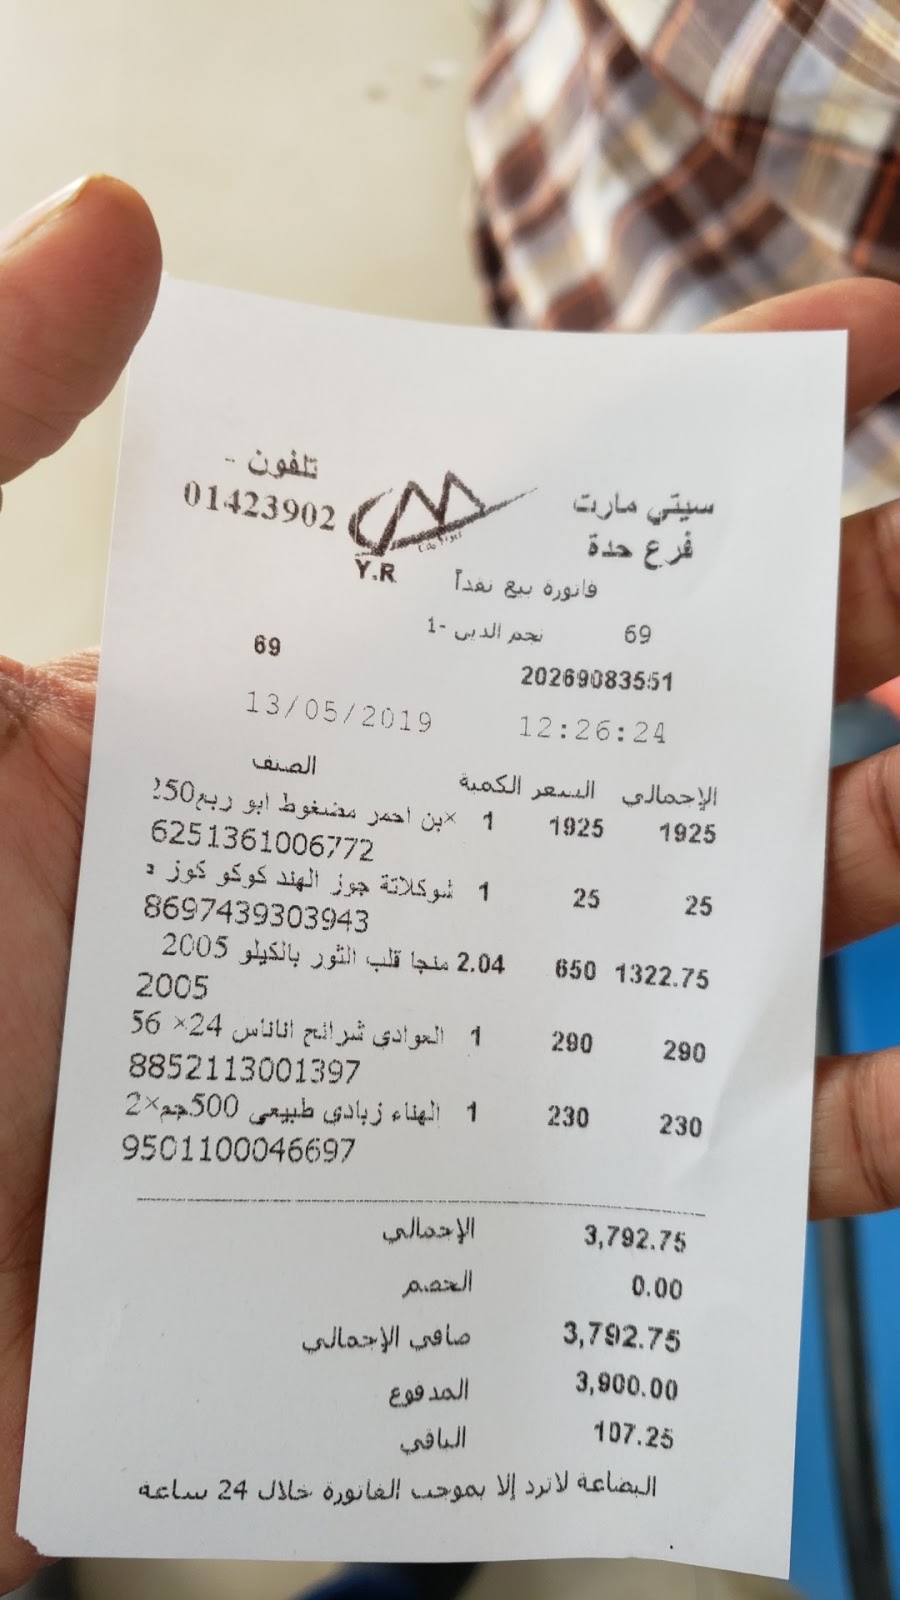 سيتي مارت
فرع حدة
تلفون -
01423902
Y.R
فاتورة بيع نقداً
69 نجم الدين -1
69
20269083551
13/05/2019 12:26:24
الصنف الكمية السعر الإجمالي
×بن احمر مضغوط ابو ربع250 1 1925 1925
6251361006772
شوكلاتة جوز الهند كوكو كوز 1 25 25
8697439303943
منجا قلب الثور بالكيلو 2005 2.04 650 1322.75
2005
العوادي شرائح اناناس 24× 56 1 290 290
8852113001397
الهناء زبادي طبيعي 500جم×2 1 230 230
9501100046697
الإجمالي 3,792.75
الخصم 0.00
صافي الإجمالي 3,792.75
المدفوع 3,900.00
الباقي 107.25
البضاعة لاترد إلا بموجب الفاتورة خلال 24 ساعة